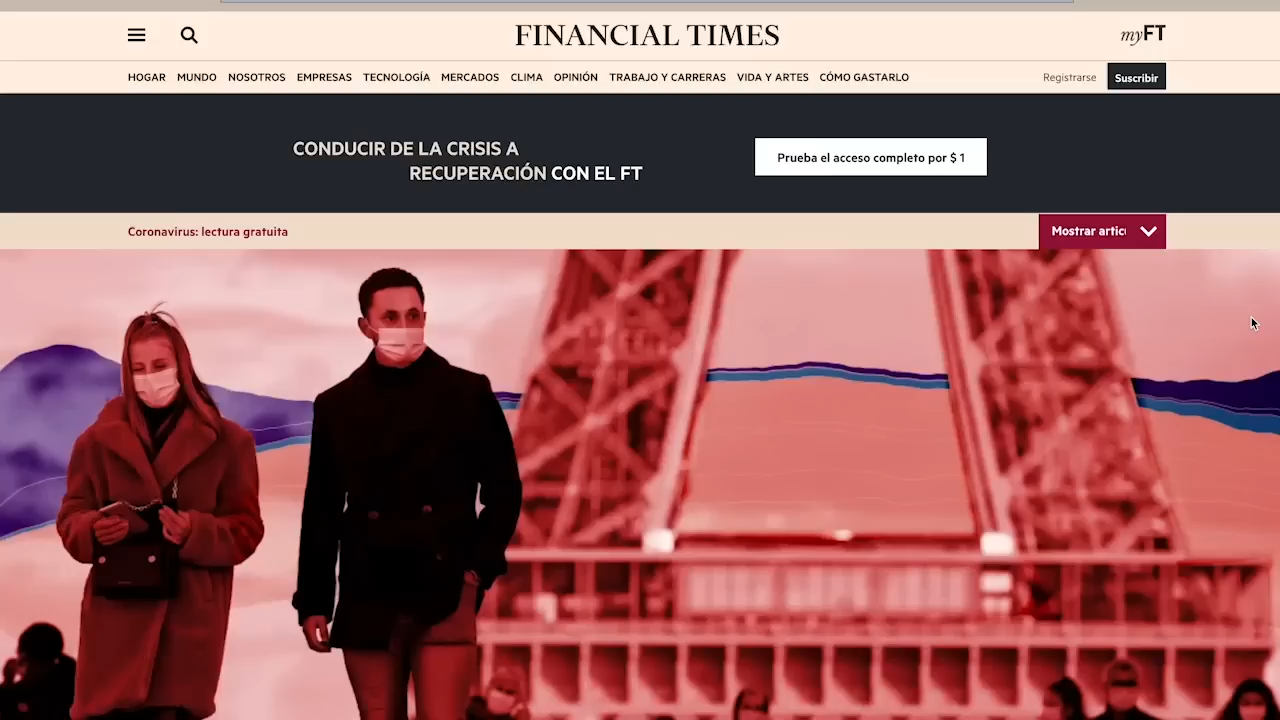 FINANCIAL TIMES
myFT
HOGAR MUNDO NOSOTROS EMPRESAS TECNOLOGÍA MERCADOS CLIMA OPINIÓN TRABAJO Y CARRERAS VIDA Y ARTES CÓMO GASTARLO
Registrarse Suscribir
CONDUCIR DE LA CRISIS A
RECUPERACIÓN CON EL FT
Prueba el acceso completo por $ 1
Coronavirus: lectura gratuita
Mostrar artic